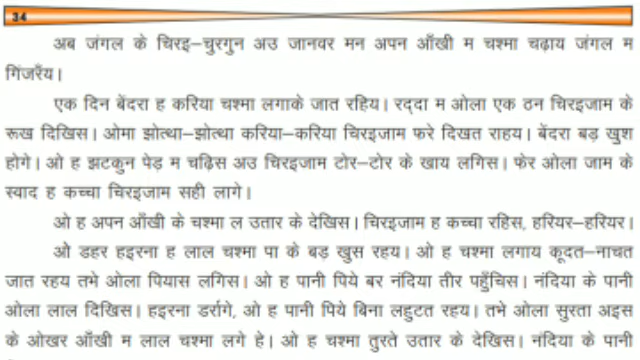 34
अब जंगल के चिरइ–चुरगुन अउ जानवर मन अपन आँखी म चश्मा चढ़ाय जंगल म
गिंजरँय।
एक दिन बेंदरा ह करिया चश्मा लगाके जात रहिय। रद्दा म ओला एक ठन चिरइजाम के
रूख दिखिस। ओमा झोत्था–झोत्था करिया–करिया चिरइजाम फरे दिखत राहय। बेंदरा बड़ खुश
होगे। ओ ह झटकुन पेड़ म चढ़िस अउ चिरइजाम टोर–टोर के खाय लगिस। फेर ओला जाम के
स्वाद ह कच्चा चिरइजाम सही लागे।
ओ ह अपन आँखी के चश्मा ल उतार के देखिस। चिरइजाम ह कच्चा रहिस, हरियर–हरियर।
ओ डहर हइरना ह लाल चश्मा पा के बड़ खुस रहय। ओ ह चश्मा लगाय कूदत–नाचत
जात रहय तभे ओला पियास लगिस। ओ ह पानी पिये बर नंदिया तीर पहुँचिस। नंदिया के पानी
ओला लाल दिखिस। हइरना डर्रागे, ओ ह पानी पिये बिना लहुटत रहय। तभे ओला सुरता अइस
के ओखर आँखी म लाल चश्मा लगे हे। ओ ह चश्मा तुरते उतार के देखिस। नंदिया के पानी